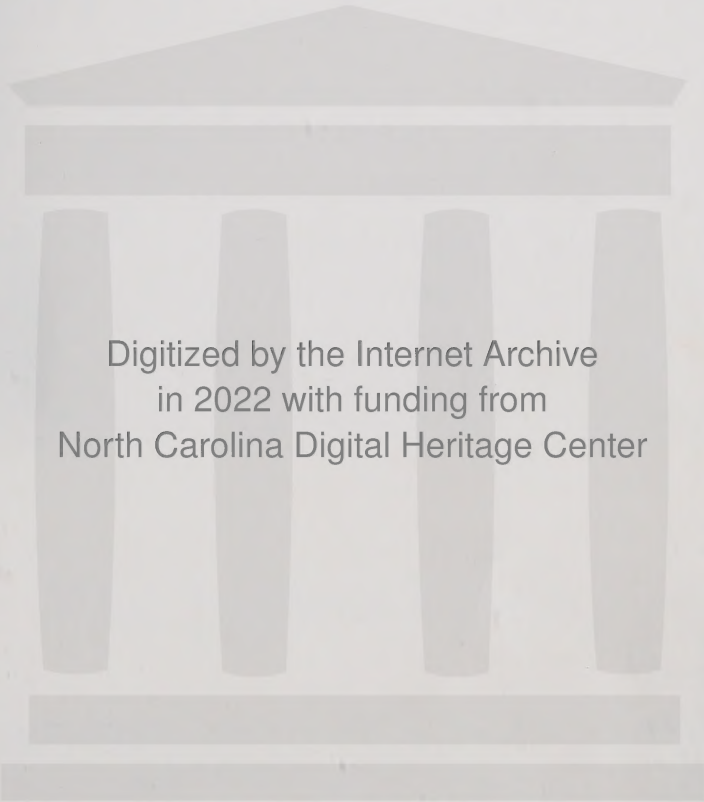 Digitized by the Internet Archive
in 2022 with funding from
North Carolina Digital Heritage Center